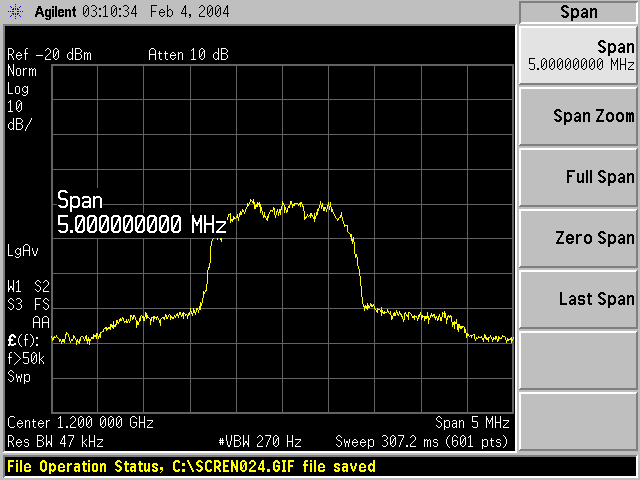 Agilent 03:10:34 Feb 4, 2004
Span
Ref -20 dBm Atten 10 dB
Norm
Log
10
dB/
Span
5.000000000 MHz
LgAv
W1 S2
S3 FS
AA
£(f):
f>50k
Swp
Center 1.200 000 GHz Span 5 MHz
Res BW 47 kHz #VBW 270 Hz Sweep 307.2 ms (601 pts)
File Operation Status, C:\SCREN024.GIF file saved
Span
5.00000000 MHz
Span Zoom
Full Span
Zero Span
Last Span